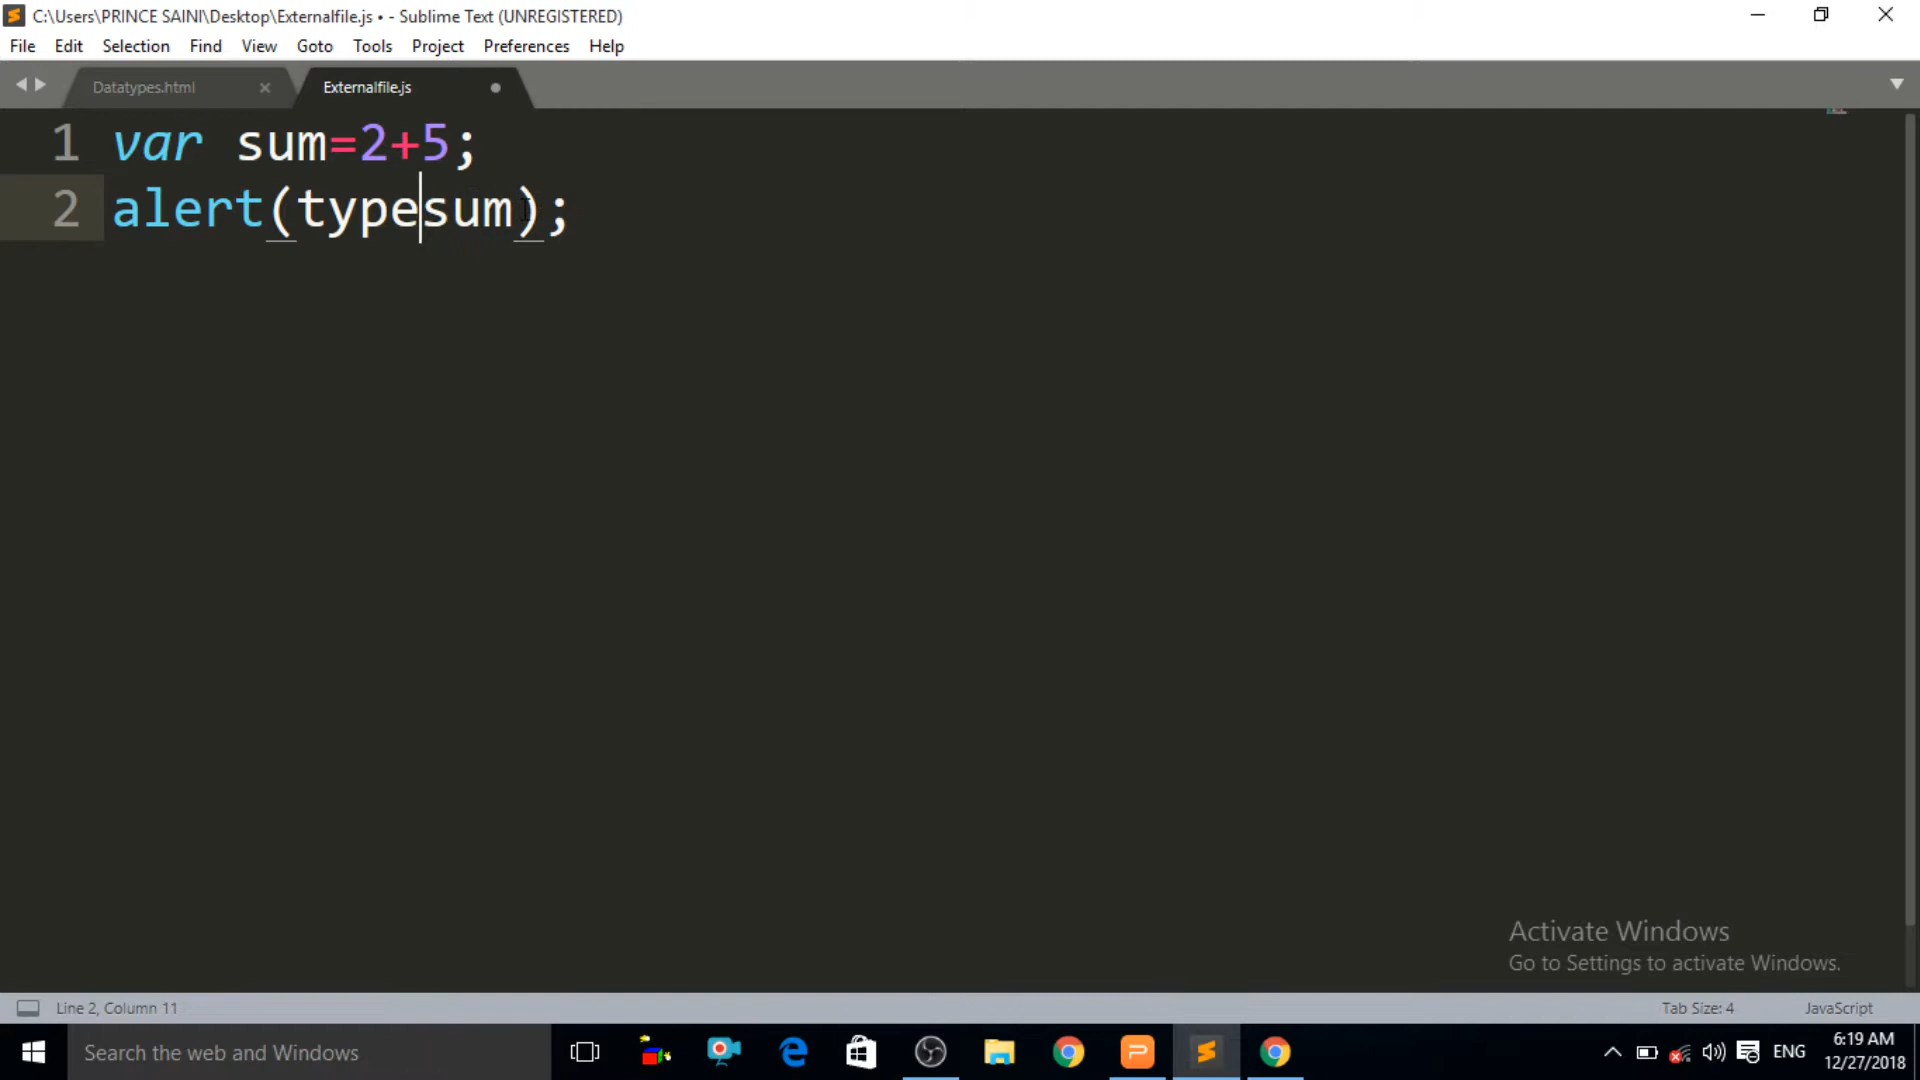 C:\Users\PRINCE SAINI\Desktop\Externalfile.js • - Sublime Text (UNREGISTERED)
File Edit Selection Find View Goto Tools Project Preferences Help
Datatypes.html Externalfile.js
1 var sum=2+5;
2 alert(typesum);
Activate Windows
Go to Settings to activate Windows.
Line 2, Column 11 Tab Size: 4 JavaScript
Search the web and Windows ENG 6:19 AM
12/27/2018